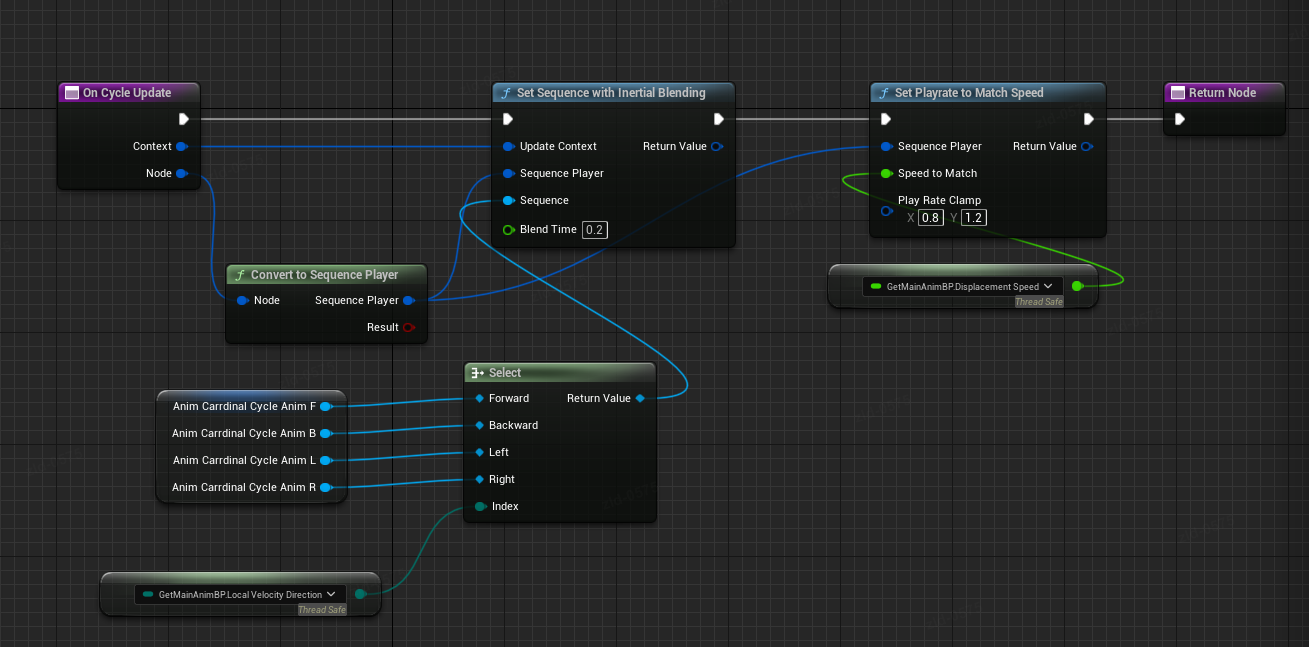 On Cycle Update
Context
Node
Set Sequence with Inertial Blending
Update Context
Return Value
Sequence Player
Sequence
Blend Time 0.2
Set Playrate to Match Speed
Sequence Player
Return Value
Speed to Match
Play Rate Clamp
X 0.8 Y 1.2
Return Node
Convert to Sequence Player
Node
Sequence Player
Result
GetMainAnimBP.Displacement Speed
Thread Safe
Select
Forward
Return Value
Backward
Left
Right
Index
Anim Carrdinal Cycle Anim F
Anim Carrdinal Cycle Anim B
Anim Carrdinal Cycle Anim L
Anim Carrdinal Cycle Anim R
GetMainAnimBP.Local Velocity Direction
Thread Safe